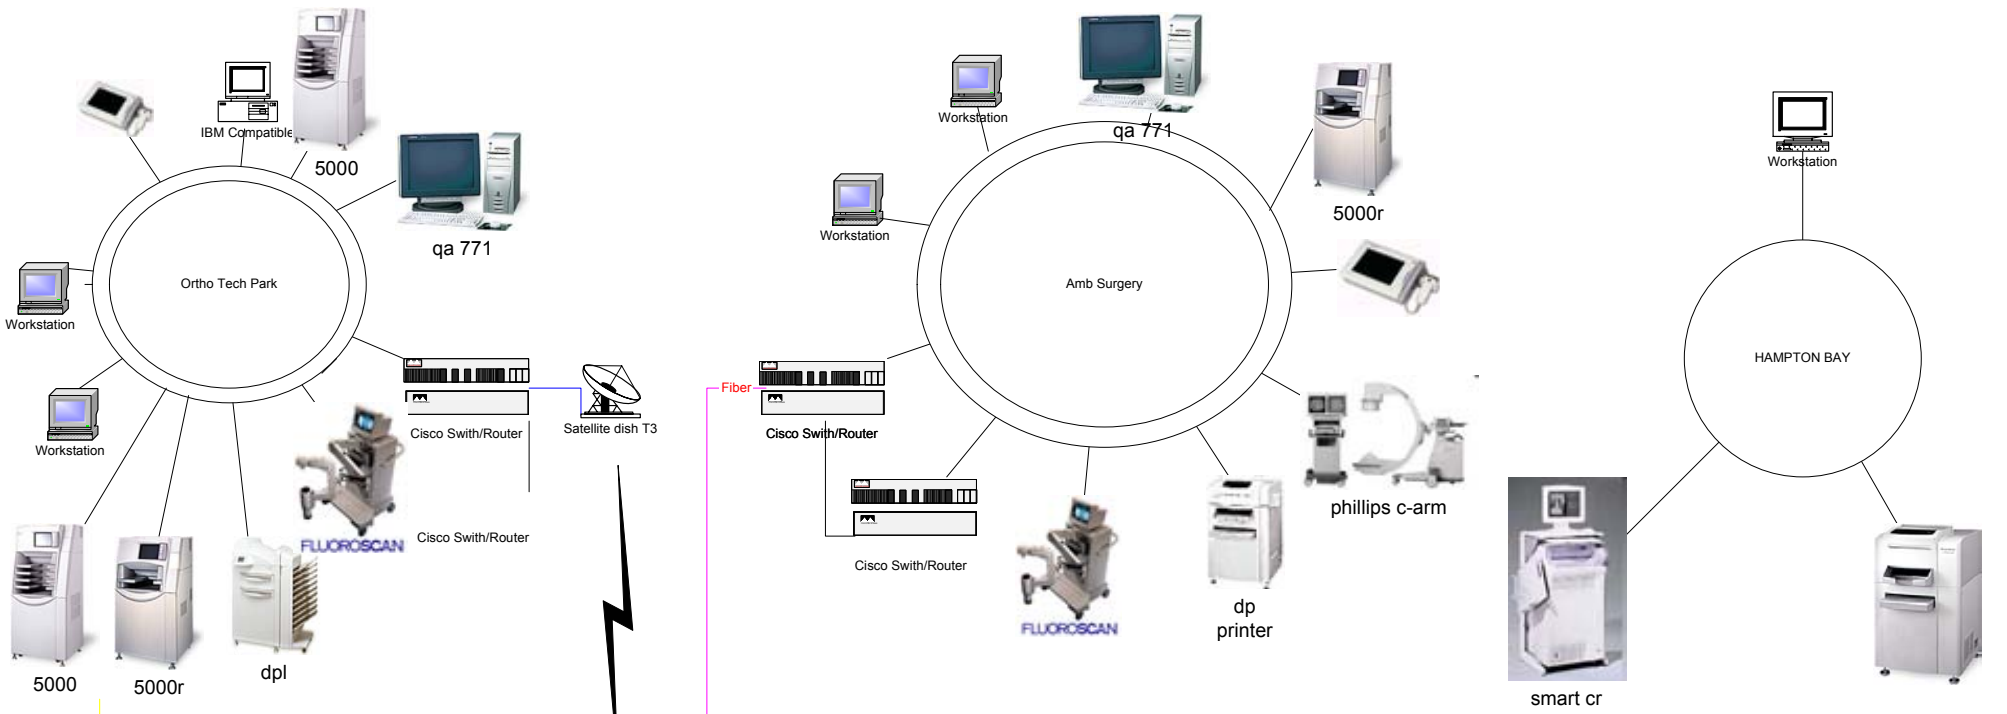 IBM Compatible
5000
qa 771
Ortho Tech Park
Workstation
Workstation
Cisco Swith/Router
Satellite dish T3
Cisco Swith/Router
FLUOROSCAN
5000
5000r
dpl
Workstation
qa 771
5000r
Workstation
Amb Surgery
Fiber
Cisco Swith/Router
Cisco Swith/Router
FLUOROSCAN
dp
printer
phillips c-arm
Workstation
HAMPTON BAY
smart cr